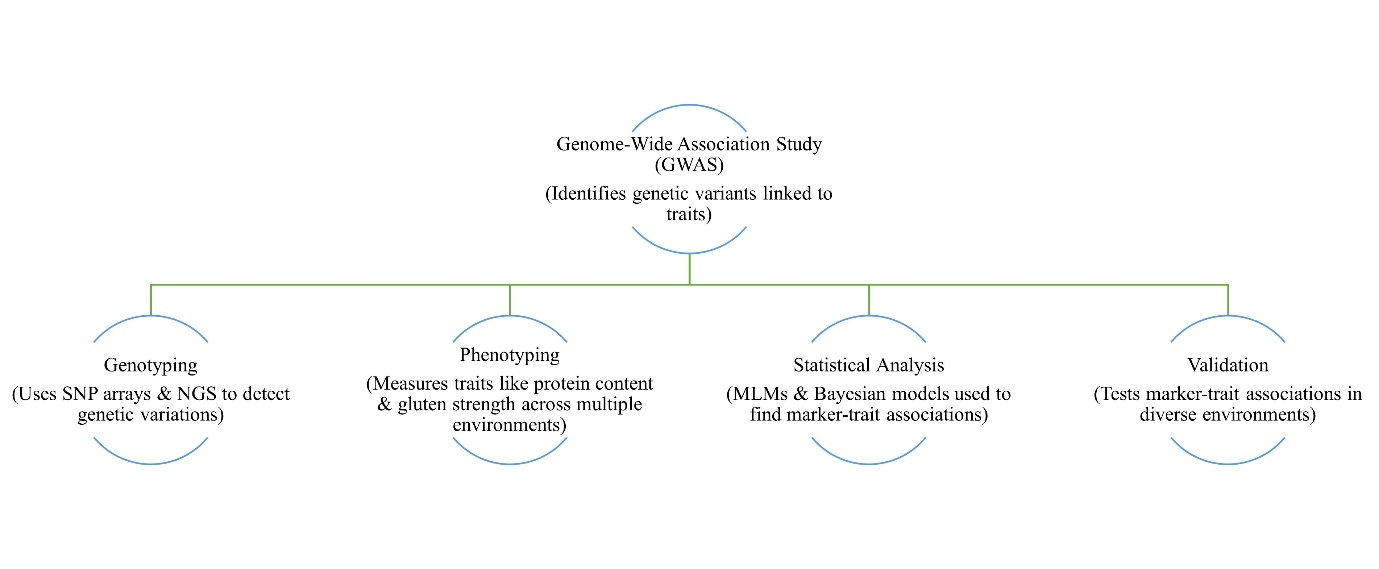 Genome-Wide Association Study
(GWAS)
(Identifies genetic variants linked to
traits)
Genotyping
(Uses SNP arrays & NGS to detect
genetic variations)
Phenotyping
(Measures traits like protein content
& gluten strength across multiple
environments)
Statistical Analysis
(MLMs & Bayesian models used to
find marker-trait associations)
Validation
(Tests marker-trait associations in
diverse environments)